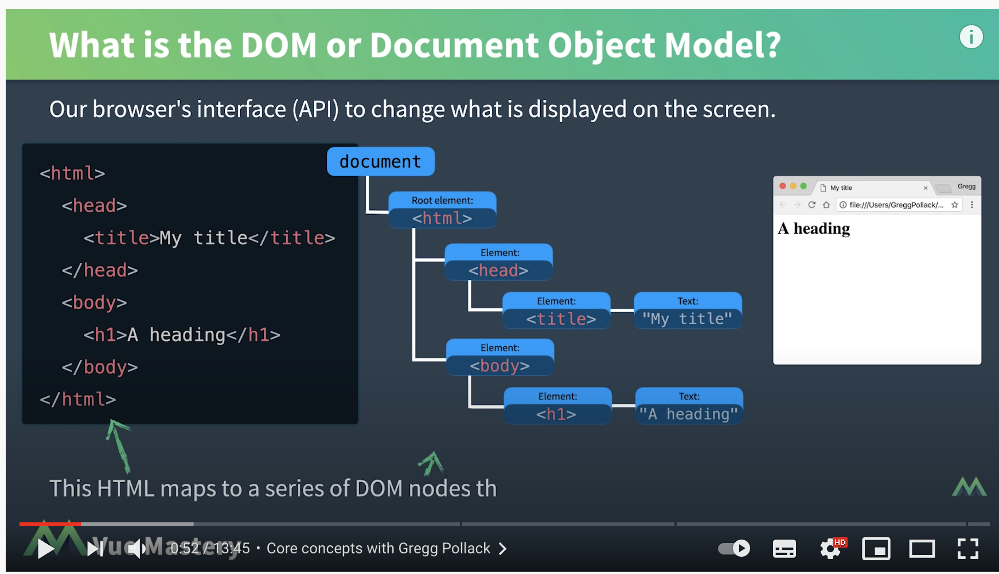 What is the DOM or Document Object Model?
Our browser's interface (API) to change what is displayed on the screen.
<html>
<head>
<title>My title</title>
</head>
<body>
<h1>A heading</h1>
</body>
</html>
document
Root element:
<html>
Element:
<head>
Element:
<title>
Text:
"My title"
Element:
<body>
Element:
<h1>
Text:
"A heading"
My title
Gregg
file:///Users/GreggPollack/...
A heading
This HTML maps to a series of DOM nodes th
Vue Mastery
0:52 / 13:45 • Core concepts with Gregg Pollack
HD